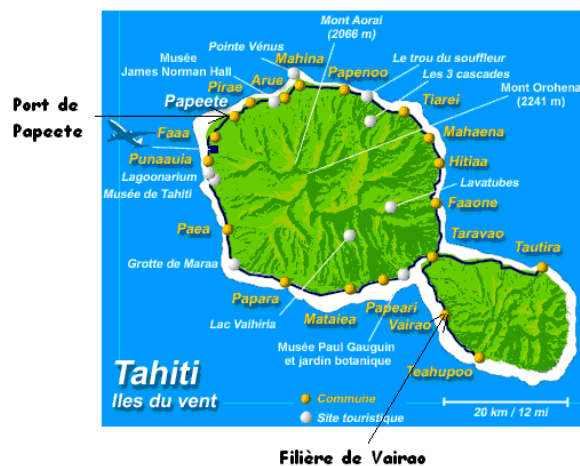 Mont Aorai
(2066 m)
Pointe Vénus
Mahina
Musée
James Norman Hall
Arue
Papenoo
Le trou du souffleur
Les 3 cascades
Mont Orohena
(2241 m)
Pirae
Papeete
Port de
Papeete
Tiarei
Faaa
Mahaena
Punaauia
Hitiaa
Lagoonarium
Musée de Tahiti
Lavatubes
Faaone
Paea
Taravao
Tautira
Grotte de Maraa
Papara
Papeari
Mataiea
Vairao
Lac Vaihiria
Musée Paul Gauguin
et jardin botanique
Teahupoo
Tahiti
Iles du vent
Commune
Site touristique
20 km / 12 mi
Filière de Vairao